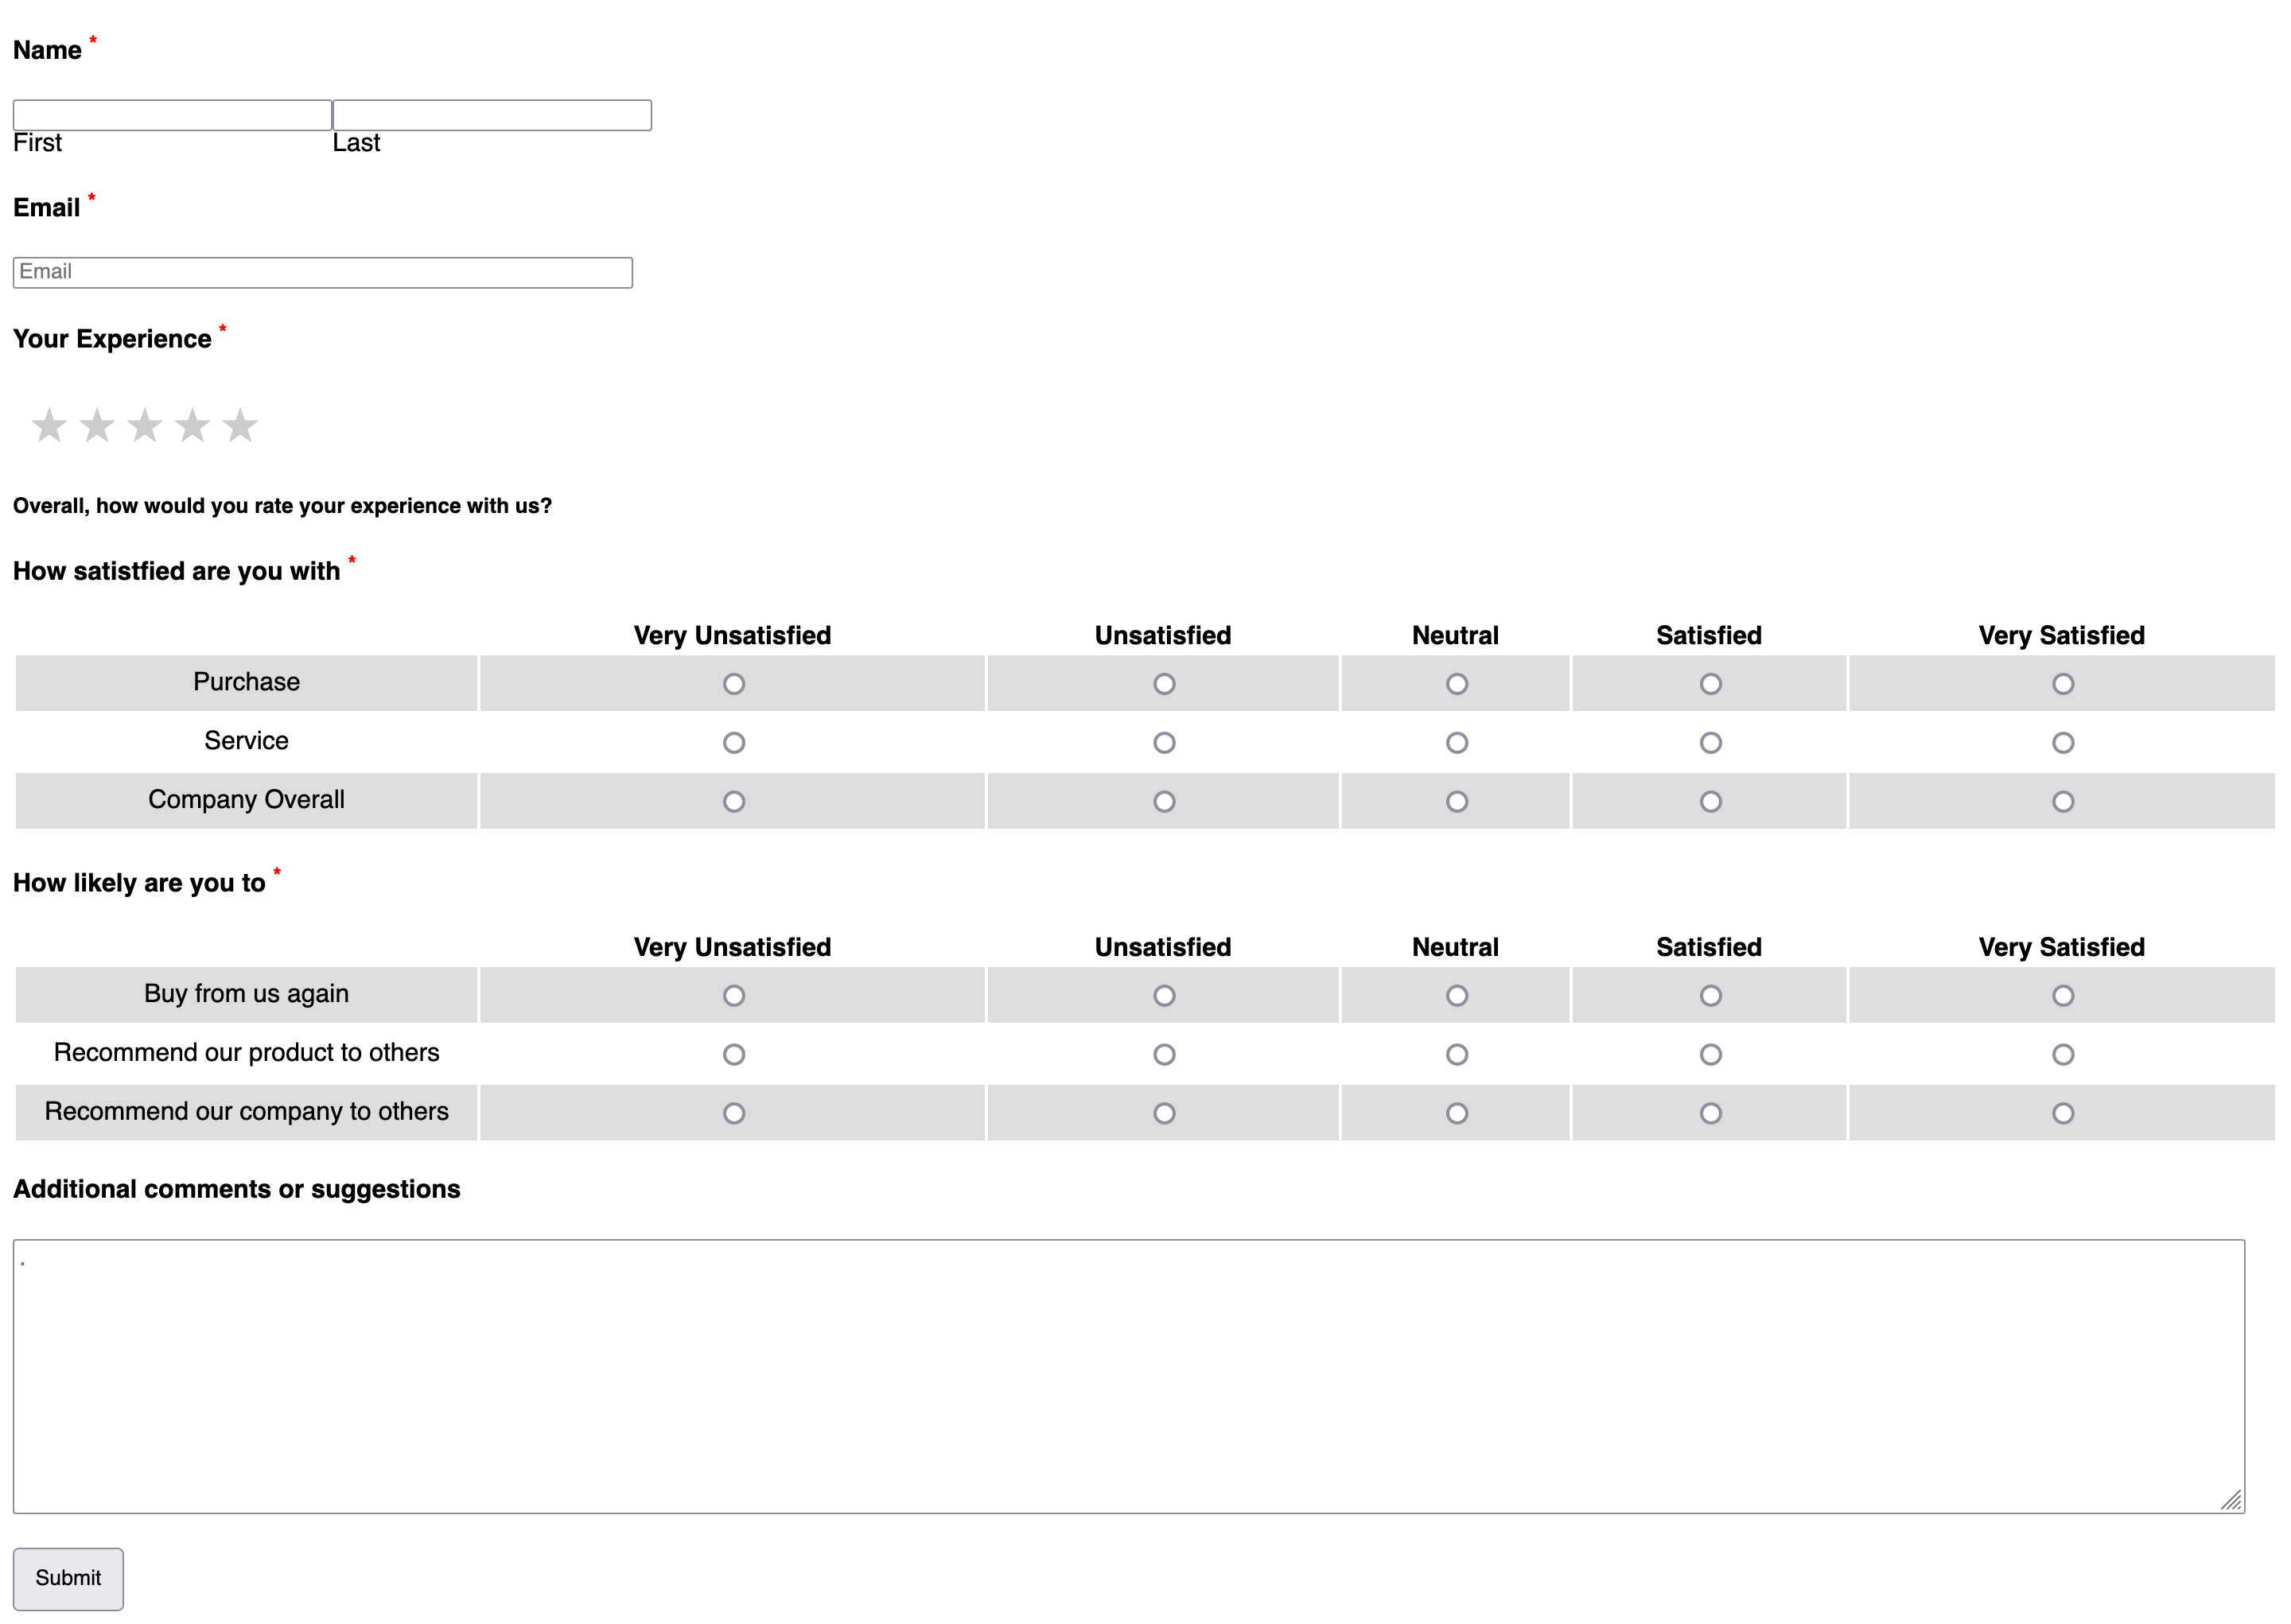 Name *
First Last
Email *
Email
Your Experience *
Overall, how would you rate your experience with us?
How satistfied are you with *
Very Unsatisfied Unsatisfied Neutral Satisfied Very Satisfied
Purchase
Service
Company Overall
How likely are you to *
Very Unsatisfied Unsatisfied Neutral Satisfied Very Satisfied
Buy from us again
Recommend our product to others
Recommend our company to others
Additional comments or suggestions
.
Submit